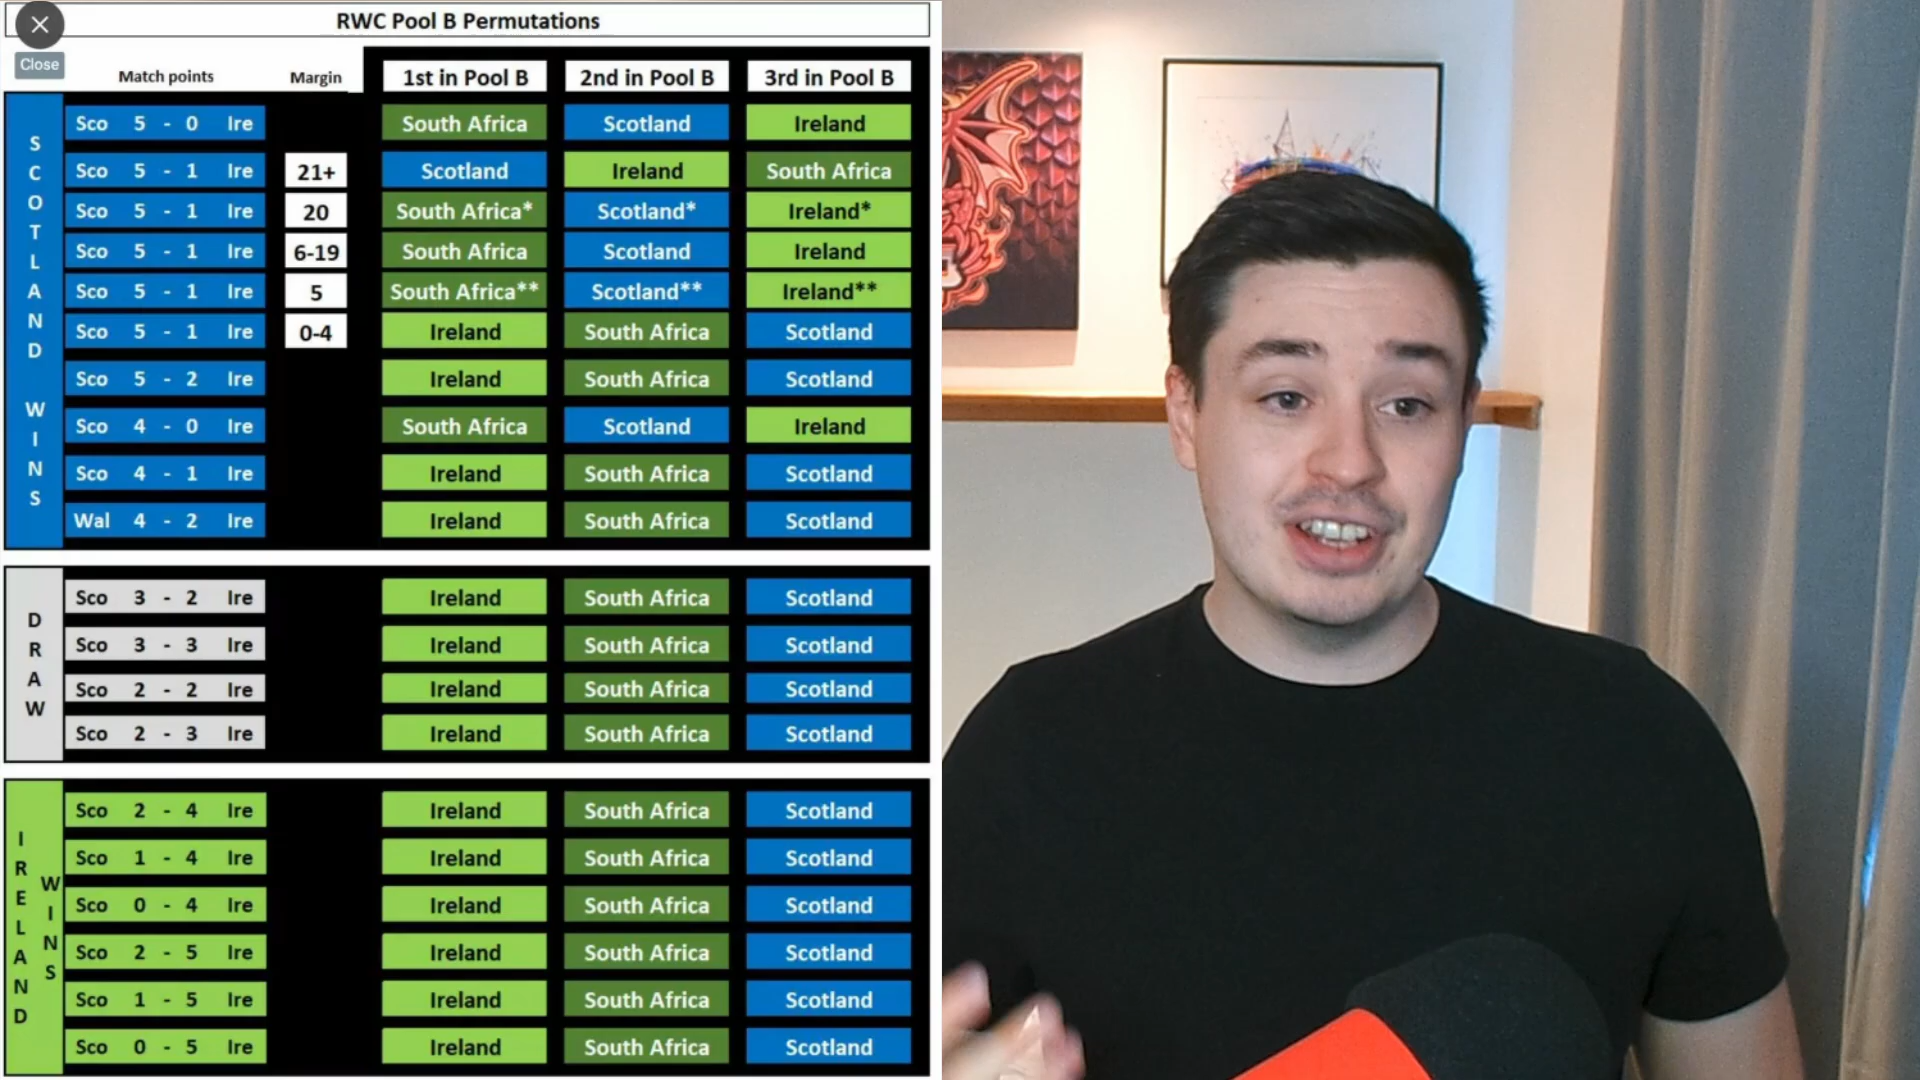 RWC Pool B Permutations
Close
Match points Margin 1st in Pool B 2nd in Pool B 3rd in Pool B
SCOTLAND WINS
Sco 5 - 0 Ire South Africa Scotland Ireland
Sco 5 - 1 Ire 21+ Scotland Ireland South Africa
Sco 5 - 1 Ire 20 South Africa* Scotland* Ireland*
Sco 5 - 1 Ire 6-19 South Africa Scotland Ireland
Sco 5 - 1 Ire 5 South Africa** Scotland** Ireland**
Sco 5 - 1 Ire 0-4 Ireland South Africa Scotland
Sco 5 - 2 Ire Ireland South Africa Scotland
Sco 4 - 0 Ire South Africa Scotland Ireland
Sco 4 - 1 Ire Ireland South Africa Scotland
Wal 4 - 2 Ire Ireland South Africa Scotland
DRAW
Sco 3 - 2 Ire Ireland South Africa Scotland
Sco 3 - 3 Ire Ireland South Africa Scotland
Sco 2 - 2 Ire Ireland South Africa Scotland
Sco 2 - 3 Ire Ireland South Africa Scotland
IRELAND WINS
Sco 2 - 4 Ire Ireland South Africa Scotland
Sco 1 - 4 Ire Ireland South Africa Scotland
Sco 0 - 4 Ire Ireland South Africa Scotland
Sco 2 - 5 Ire Ireland South Africa Scotland
Sco 1 - 5 Ire Ireland South Africa Scotland
Sco 0 - 5 Ire Ireland South Africa Scotland